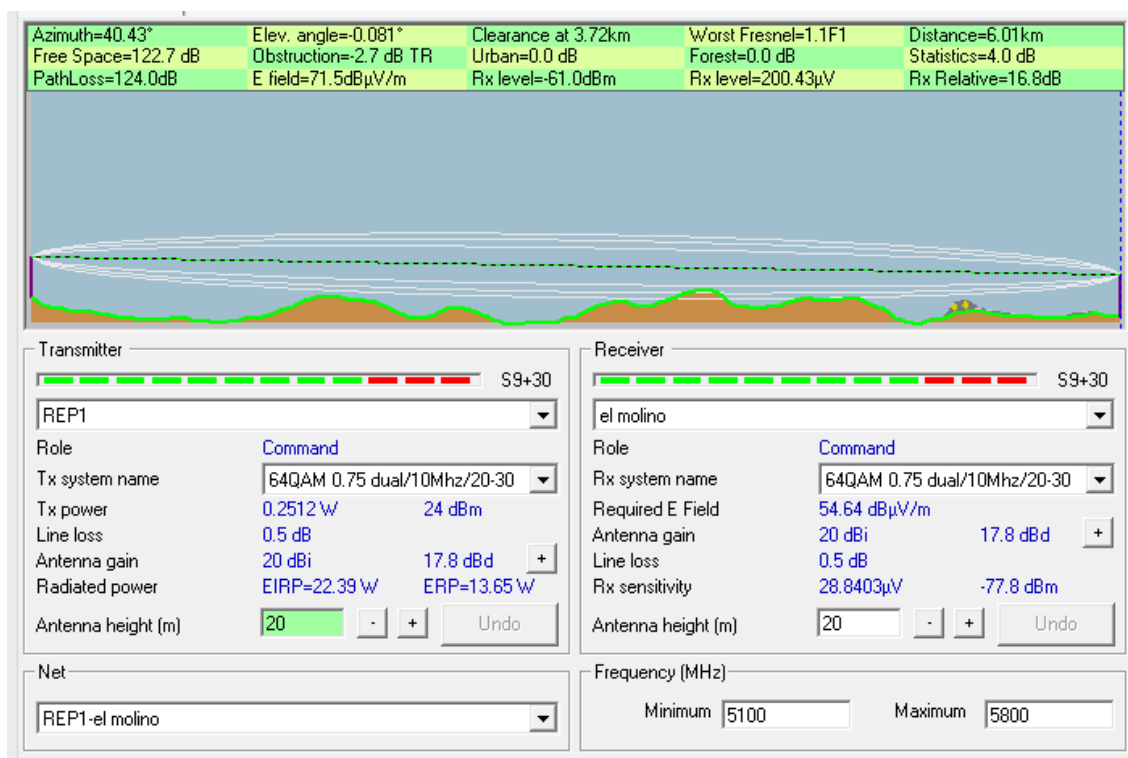 Azimuth=40.43° Elev. angle=-0.081° Clearance at 3.72km Worst Fresnel=1.1F1 Distance=6.01km
Free Space=122.7 dB Obstruction=-2.7 dB TR Urban=0.0 dB Forest=0.0 dB Statistics=4.0 dB
PathLoss=124.0dB E field=71.5dBµV/m Rx level=-61.0dBm Rx level=200.43µV Rx Relative=16.8dB
Transmitter
S9+30
REP1
Role Command
Tx system name 64QAM 0.75 dual/10Mhz/20-30
Tx power 0.2512 W 24 dBm
Line loss 0.5 dB
Antenna gain 20 dBi 17.8 dBd +
Radiated power EIRP=22.39 W ERP=13.65 W
Antenna height (m) 20 - + Undo
Receiver
S9+30
el molino
Role Command
Rx system name 64QAM 0.75 dual/10Mhz/20-30
Required E Field 54.64 dBµV/m
Antenna gain 20 dBi 17.8 dBd +
Line loss 0.5 dB
Rx sensitivity 28.8403µV -77.8 dBm
Antenna height (m) 20 - + Undo
Net
REP1-el molino
Frequency (MHz)
Minimum 5100 Maximum 5800